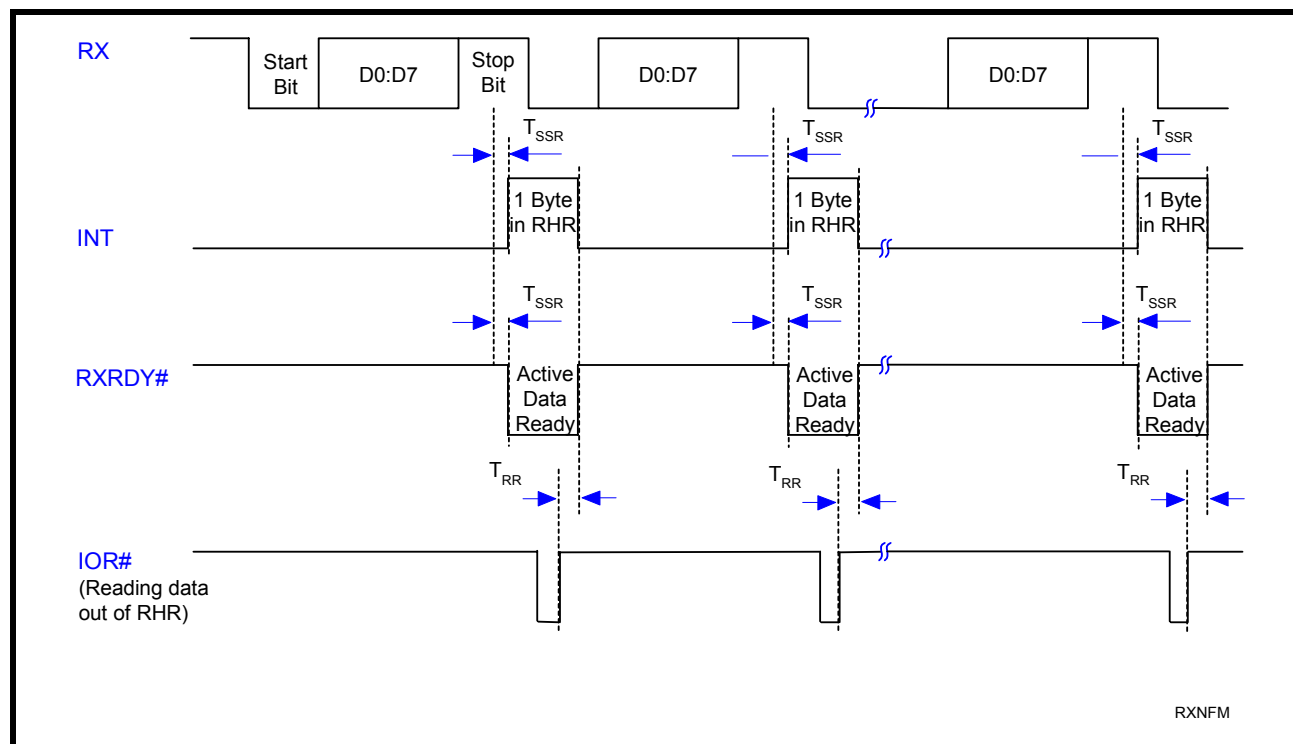 RX
Start
Bit
D0:D7
Stop
Bit
D0:D7
D0:D7
TSSR
TSSR
TSSR
INT
1 Byte
in RHR
1 Byte
in RHR
1 Byte
in RHR
TSSR
TSSR
TSSR
RXRDY#
Active
Data
Ready
Active
Data
Ready
Active
Data
Ready
TRR
TRR
TRR
IOR#
(Reading data
out of RHR)
RXNFM